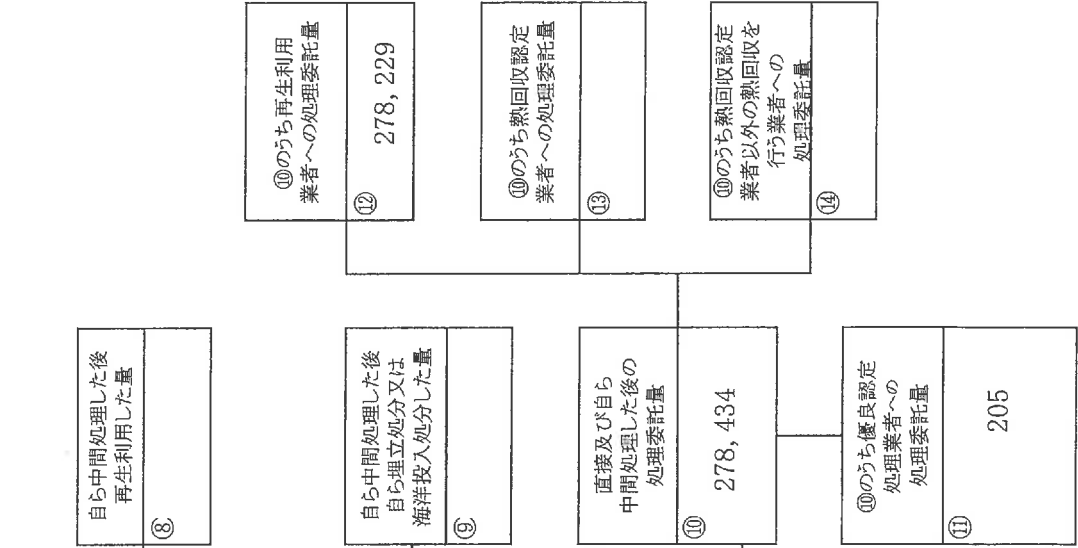 自ら中間処理した後
再生利用した量
⑧
自ら中間処理した後
自ら埋立処分又は
海洋投入処分した量
⑨
直接及び自ら
中間処理した後の
処理委託量
⑩
278,434
⑩のうち優良認定
処理業者への
処理委託量
⑪
205
⑩のうち再生利用
業者への処理委託量
⑫
278,229
⑩のうち熱回収認定
業者への処理委託量
⑬
⑩のうち熱回収認定
業者以外の熱回収を
行う業者への
処理委託量
⑭